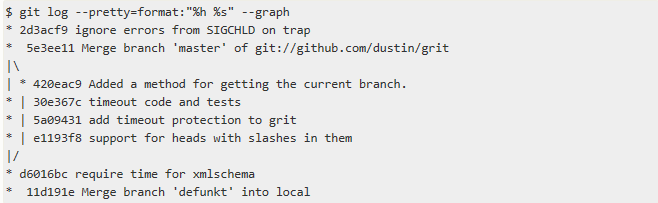 $ git log --pretty=format:"%h %s" --graph
* 2d3acf9 ignore errors from SIGCHLD on trap
*  5e3ee11 Merge branch 'master' of git://github.com/dustin/grit
|\
| * 420eac9 Added a method for getting the current branch.
* | 30e367c timeout code and tests
* | 5a09431 add timeout protection to grit
* | e1193f8 support for heads with slashes in them
|/
* d6016bc require time for xmlschema
*  11d191e Merge branch 'defunkt' into local